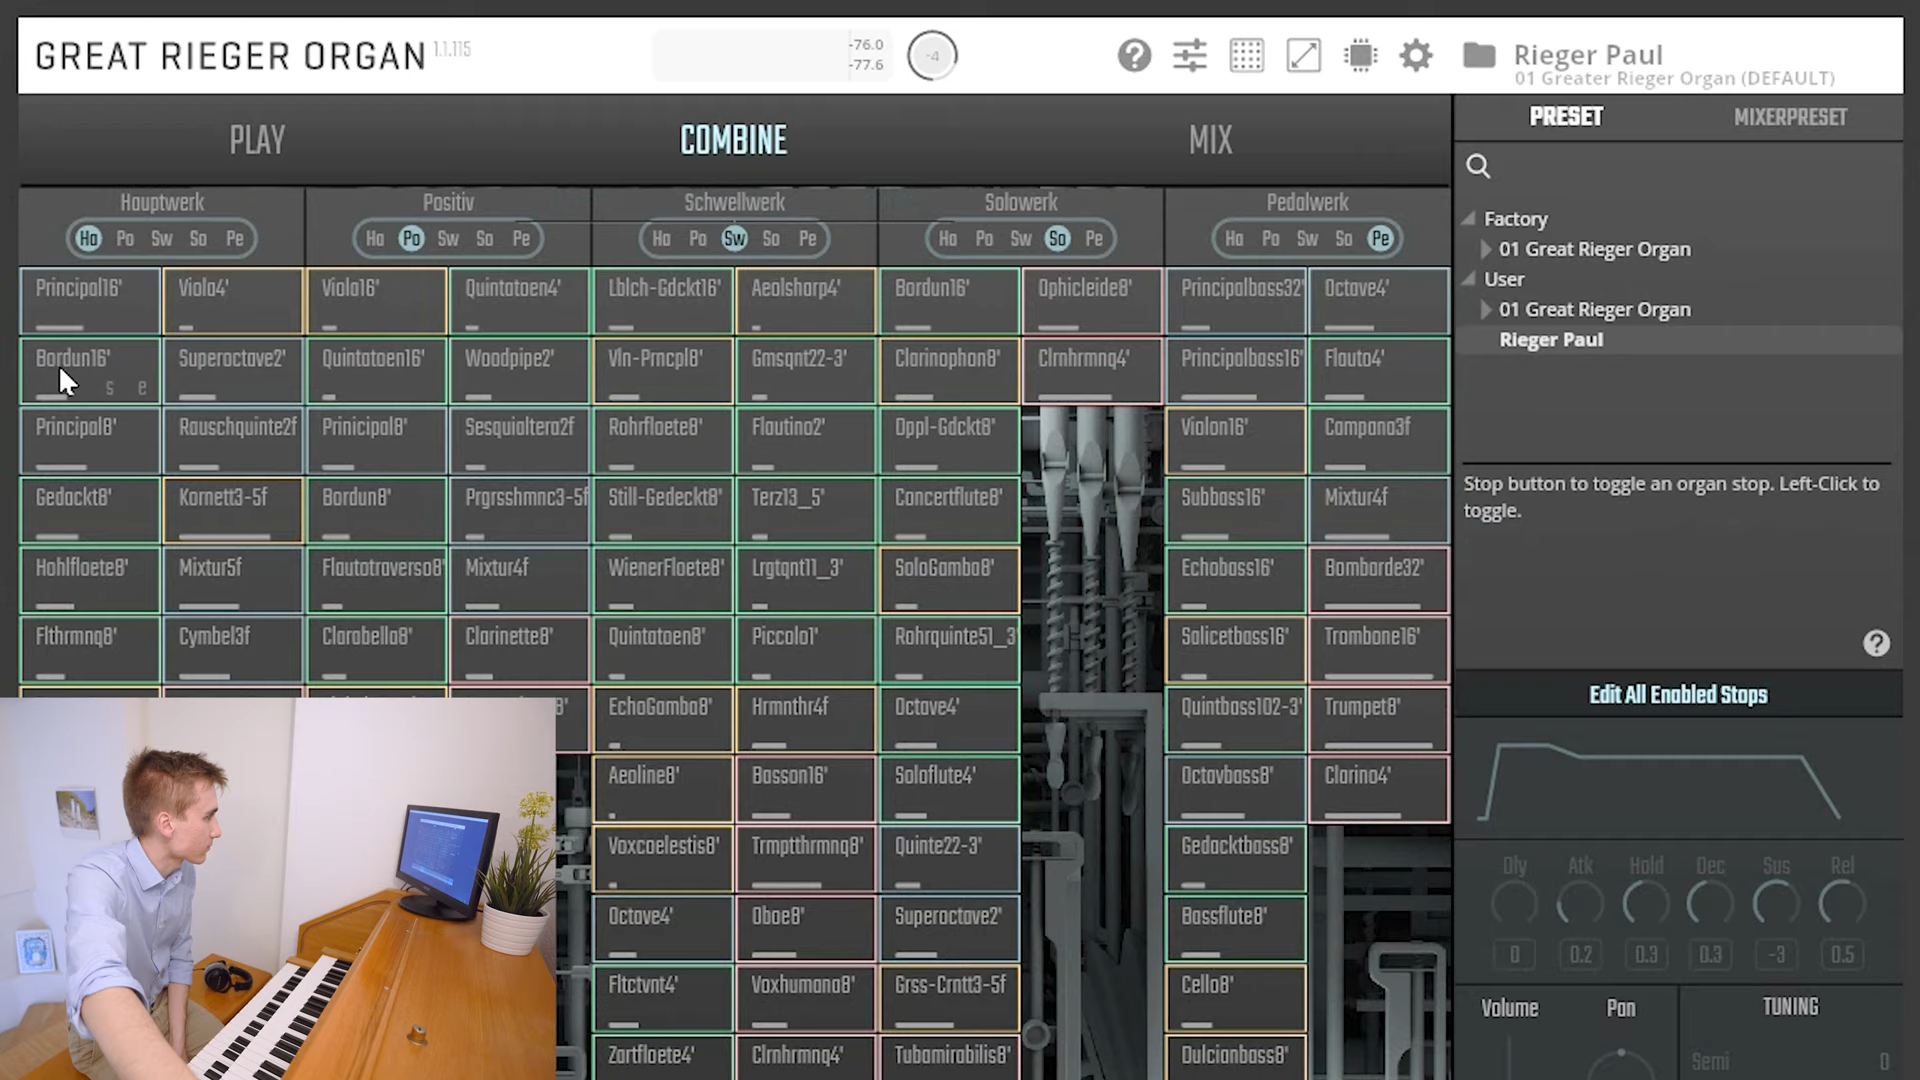 GREAT RIEGER ORGAN 1.1.115
-76.0
-77.6
-4
Rieger Paul
01 Greater Rieger Organ (DEFAULT)
PLAY COMBINE MIX
PRESET MIXERPRESET
Hauptwerk Positiv Schwellwerk Solowerk Pedalwerk
Ha Po Sw So Pe Ha Po Sw So Pe Ha Po Sw So Pe Ha Po Sw So Pe Ha Po Sw So Pe
Principal16' Viola4' Viola16' Quintatoen4' Lblch-Gdckt16' Aeolsharp4' Bordun16' Ophicleide8' Principalbass32' Octave4'
Bordun16' Superoctave2' Quintatoen16' Woodpipe2' Vln-Prncpl8' Gmsqnt22-3' Clarinophon8' Clrnhrmnq4' Principalbass16' Flauto4'
s e
Principal8' Rauschquinte2f Prinicipal8' Sesquialtera2f Rohrfloete8' Flautino2' Dppl-Gdckt8' Violon16' Campana3f
Gedackt8' Kornett3-5f Bordun8' Prgrsshmnc3-5f Still-Gedeckt8' Terz13_5' Concertflute8' Subbass16' Mixtur4f
Hohlfloete8' Mixtur5f Flautotraverso8' Mixtur4f WienerFloete8' Lrgtqnt11_3' SoloGamba8' Echobass16' Bombarde32'
Flthrmnq8' Cymbel3f Clarabella8' Clarinette8' Quintatoen8' Piccolo1' Rohrquinte51_3' Salicetbass16' Trombone16'
8' EchoGamba8' Hrmnthr4f Octave4' Quintbass102-3' Trumpet8'
Aeoline8' Basson16' Soloflute4' Octavbass8' Clarino4'
Voxcoelestis8' Trmptthrmnq8' Quinte22-3' Gedacktbass8'
Octave4' Oboe8' Superoctave2' Bassflute8'
Fltctvnt4' Voxhumana8' Grss-Crntt3-5f Cello8'
Zartfloete4' Clrnhrmnq4' Tubamirabilis8' Dulcianbass8'
Factory
01 Great Rieger Organ
User
01 Great Rieger Organ
Rieger Paul
Stop button to toggle an organ stop. Left-Click to
toggle.
Edit All Enabled Stops
Dly Atk Hold Dec Sus Rel
0 0.2 0.3 0.3 -3 0.5
Volume Pan TUNING
Semi 0